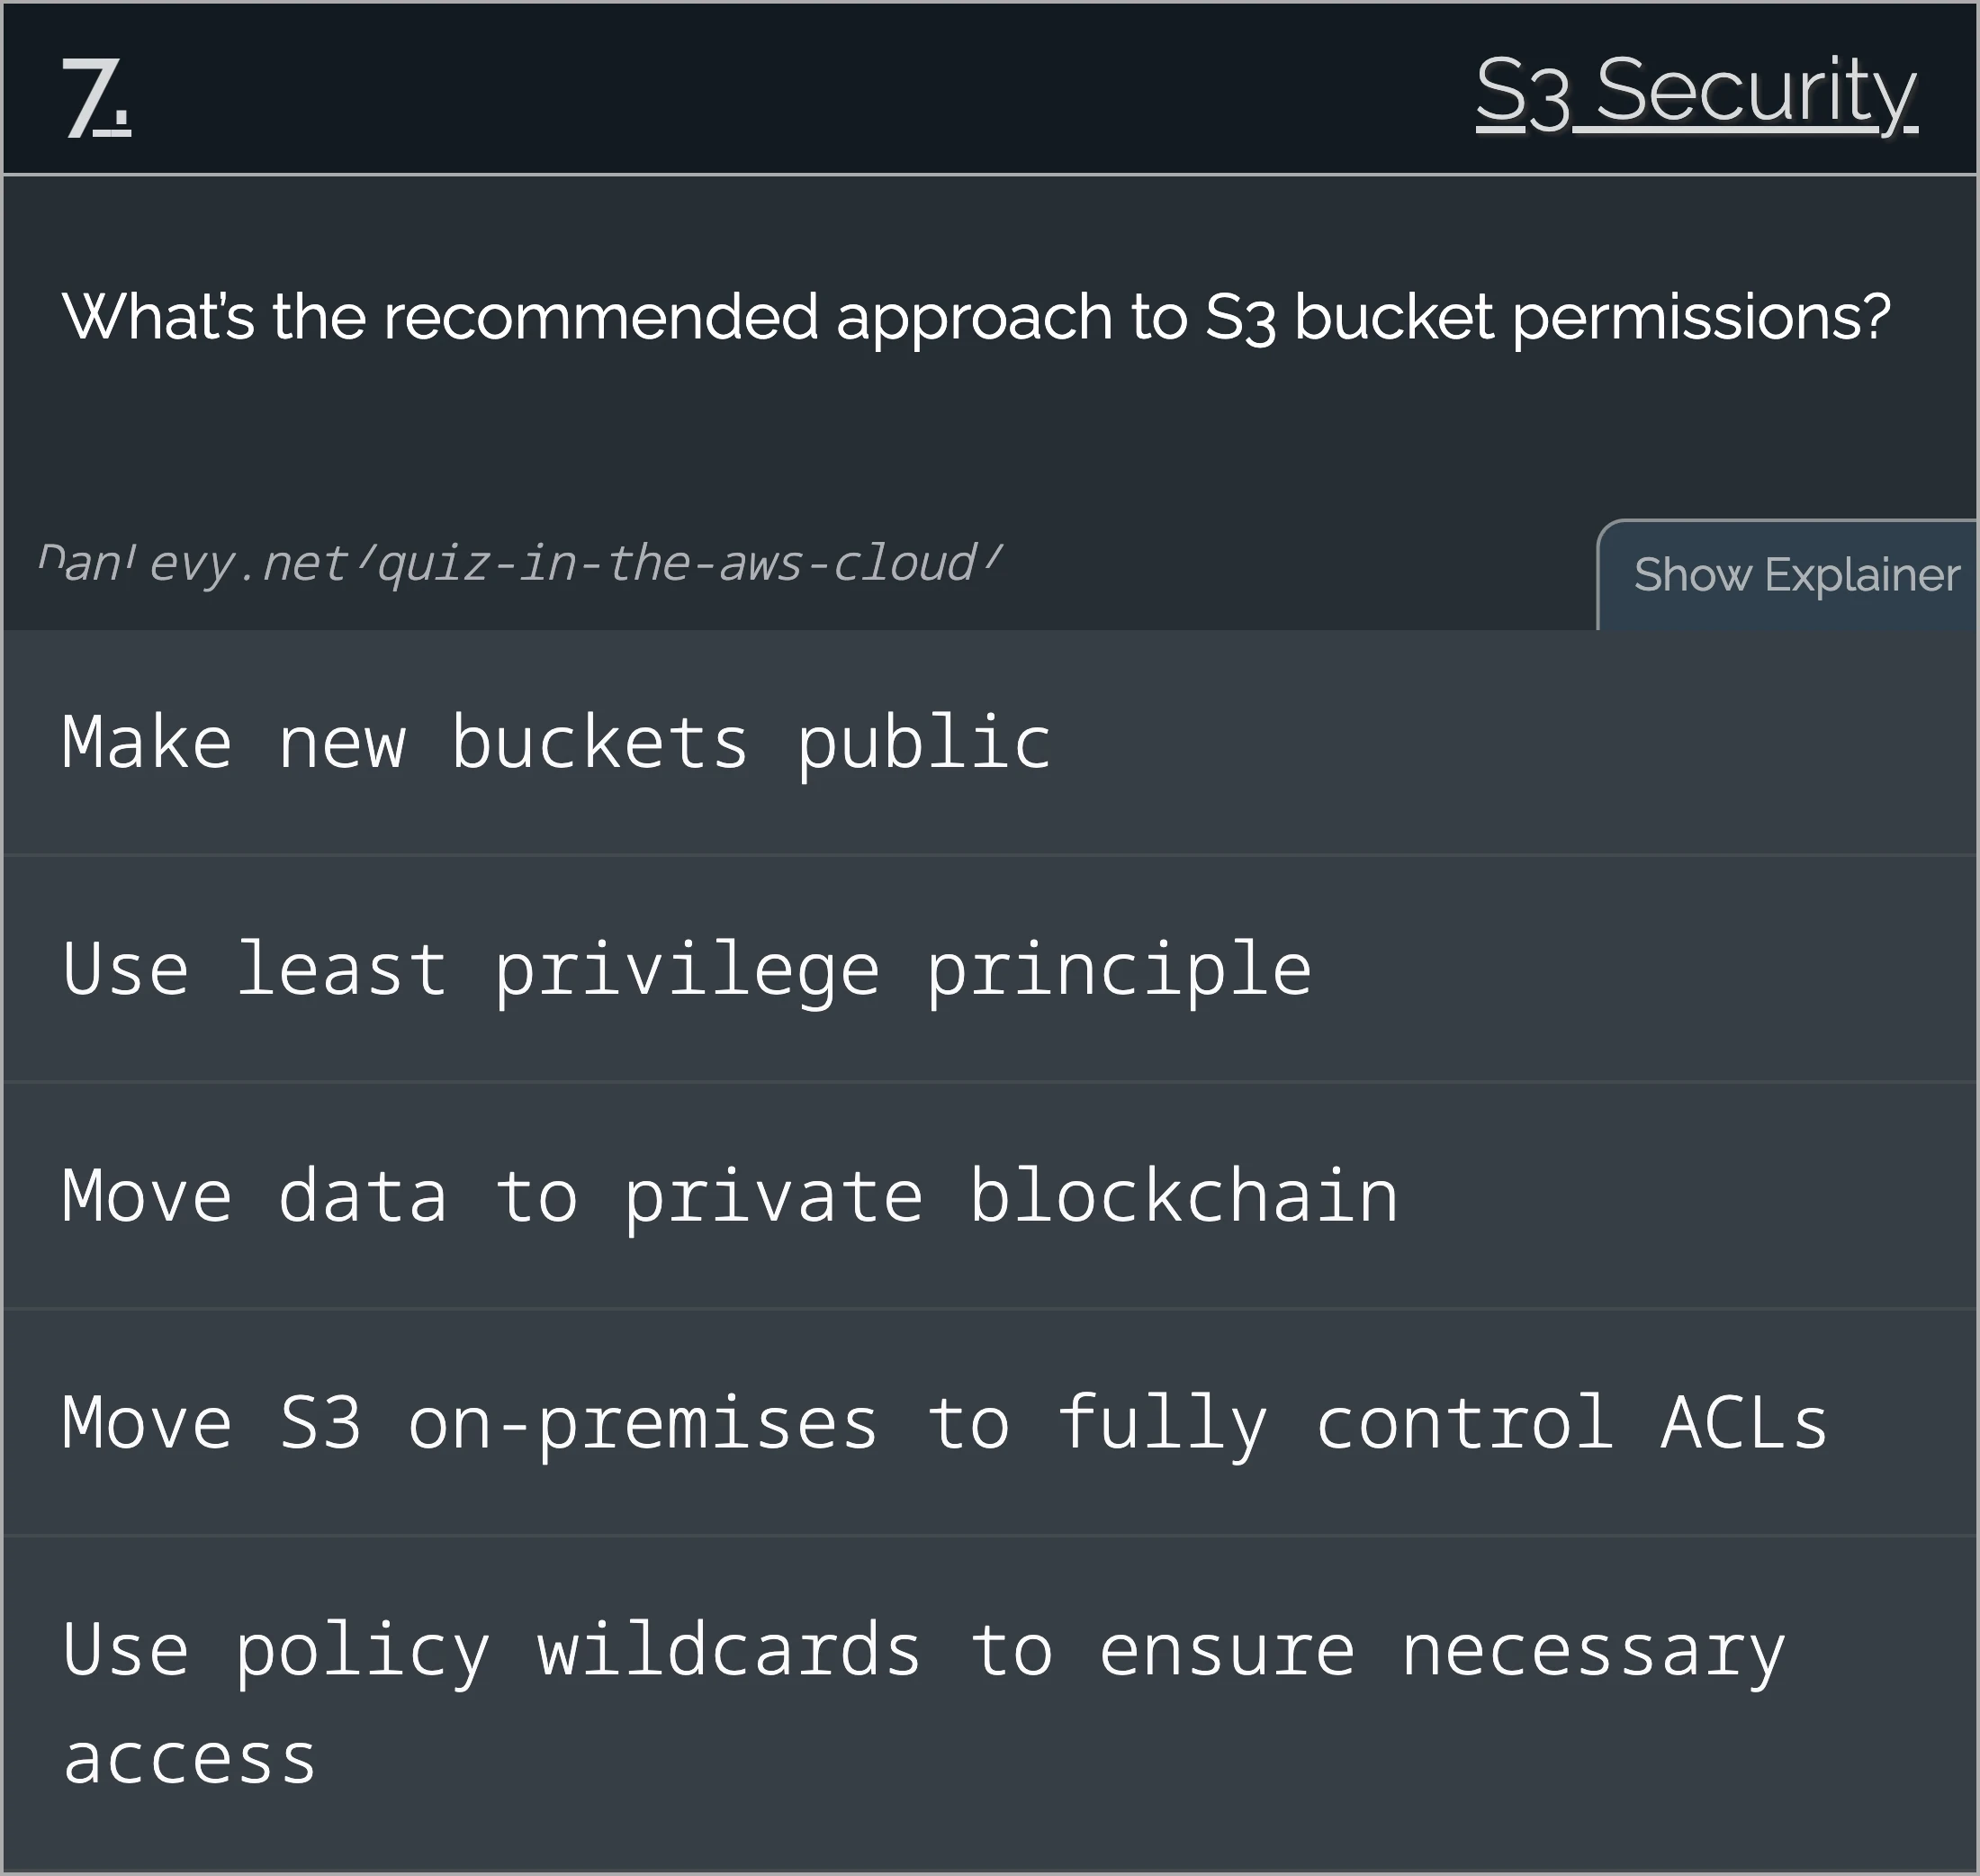 7.
S3 Security
What's the recommended approach to S3 bucket permissions?
DanLevy.net/quiz-in-the-aws-cloud/
Show Explainer
Make new buckets public
Use least privilege principle
Move data to private blockchain
Move S3 on-premises to fully control ACLs
Use policy wildcards to ensure necessary
access